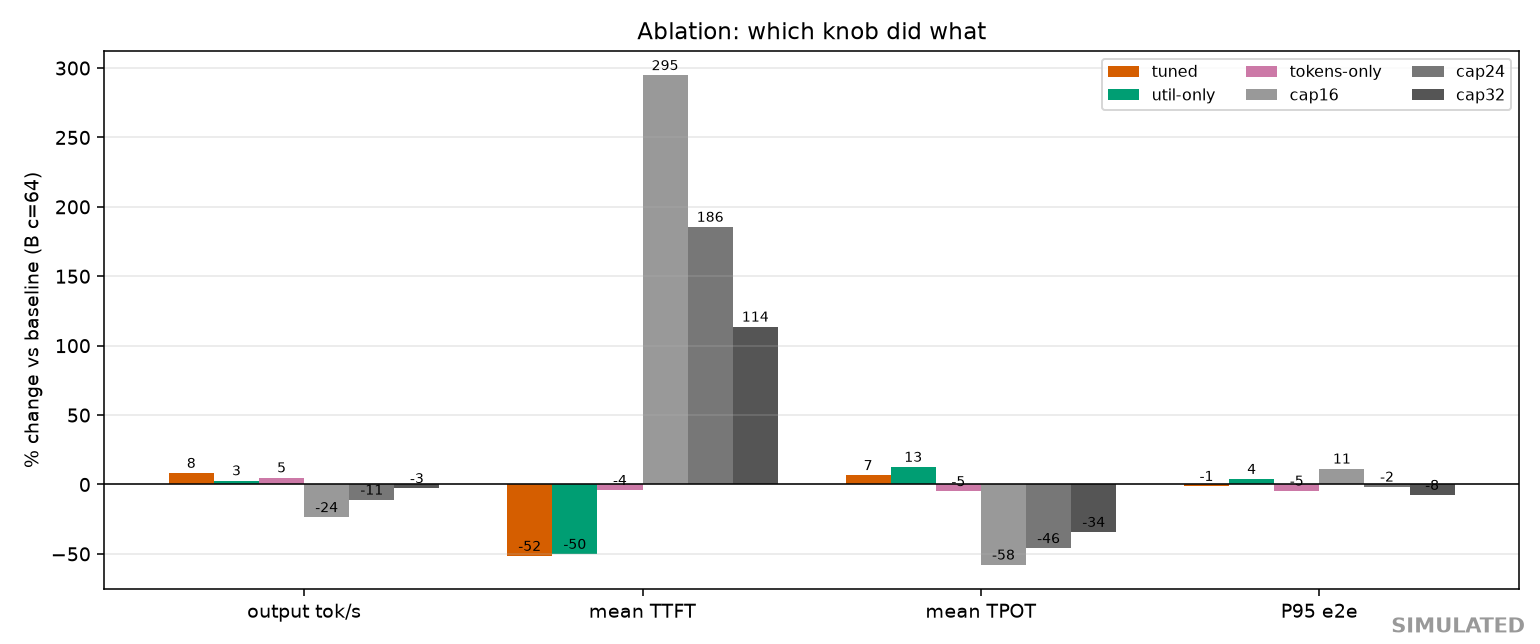 Ablation: which knob did what
% change vs baseline (B c=64)
300
250
200
150
100
50
0
−50
tuned
util-only
tokens-only
cap16
cap24
cap32
8
3
5
-24
-11
-3
-52
-50
-4
295
186
114
7
13
-5
-58
-46
-34
-1
4
-5
11
-2
-8
output tok/s
mean TTFT
mean TPOT
P95 e2e
SIMULATED